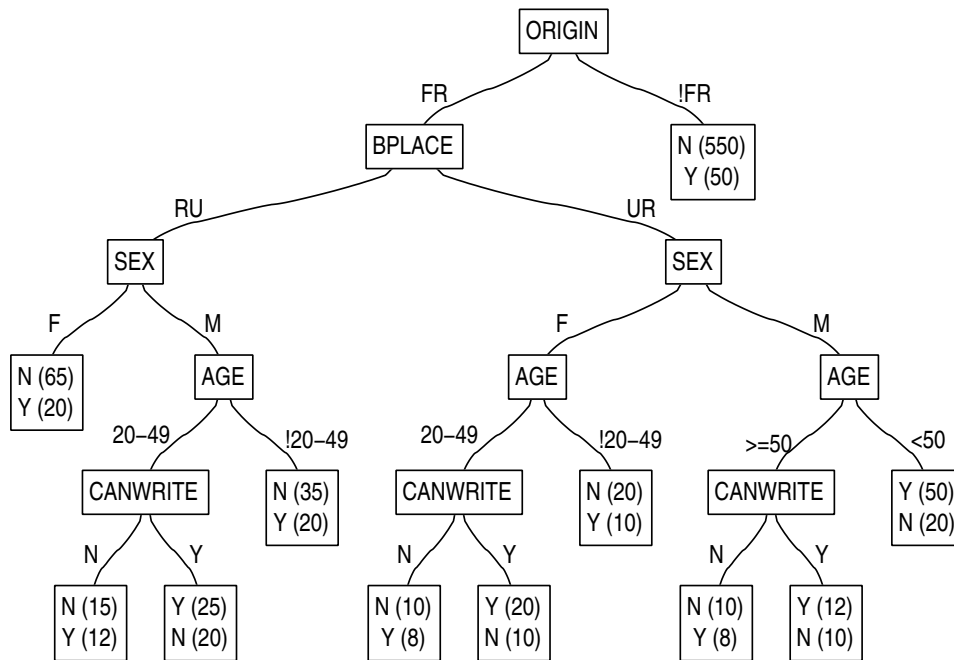 ORIGIN
FR !FR
BPLACE
N (550)
Y (50)
RU UR
SEX SEX
F M F M
N (65)
Y (20)
AGE AGE AGE
20–49 !20–49 20–49 !20–49 >=50 <50
CANWRITE
N (35)
Y (20)
CANWRITE
N (20)
Y (10)
CANWRITE
Y (50)
N (20)
N Y N Y N Y
N (15)
Y (12)
Y (25)
N (20)
N (10)
Y (8)
Y (20)
N (10)
N (10)
Y (8)
Y (12)
N (10)